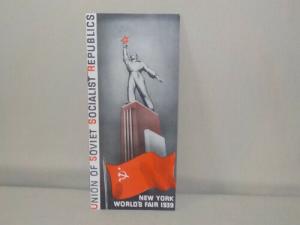 UNION OF SOVIET SOCIALIST REPUBLICS
NEW YORK
WORLD'S FAIR 1939